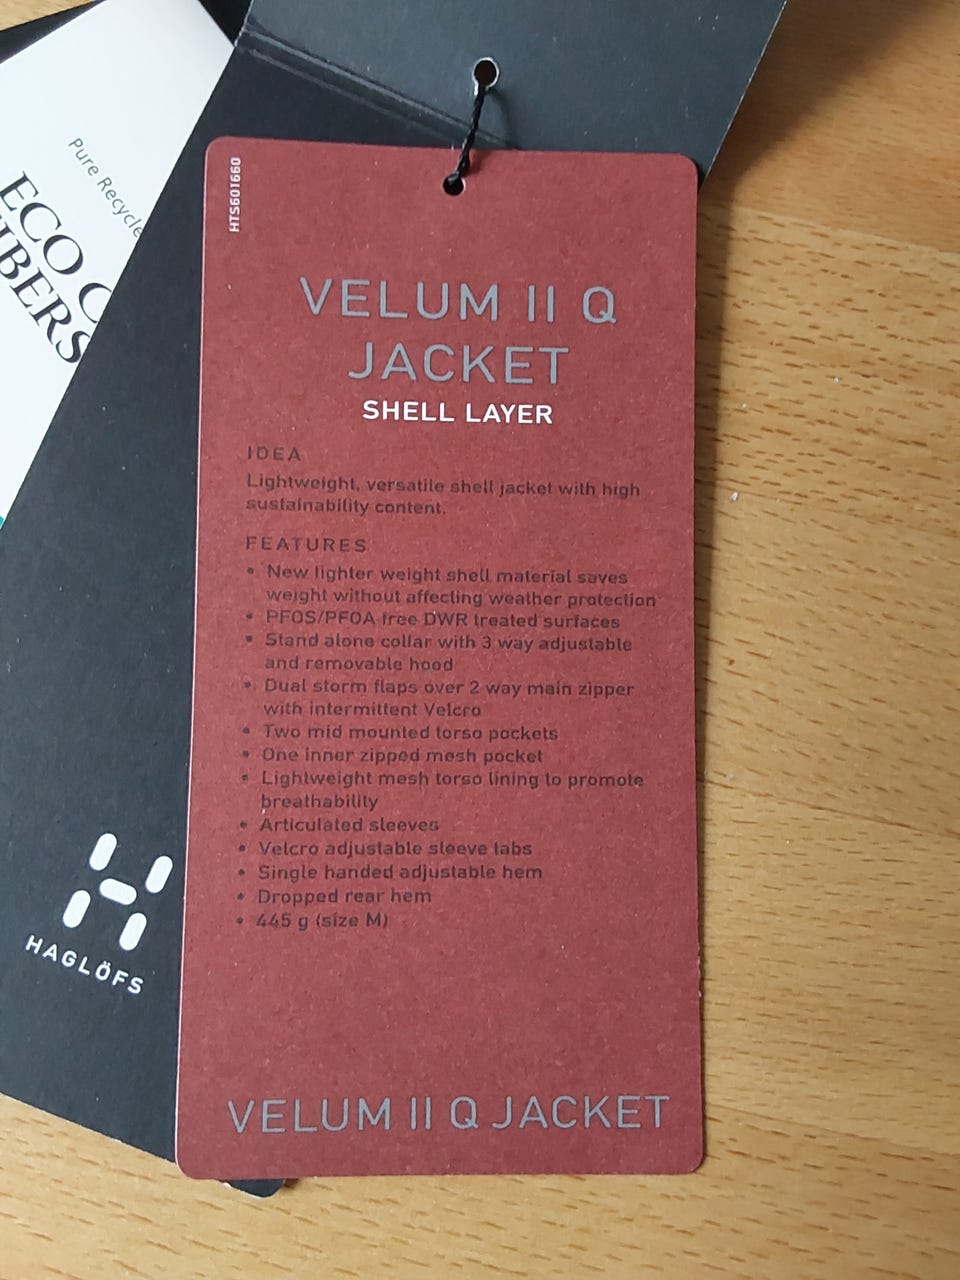 Pure Recycle
ECO C
FIBERS
HAGLÖFS
HTS601660
VELUM II Q
JACKET
SHELL LAYER
IDEA
Lightweight, versatile shell jacket with high
sustainability content.
FEATURES
• New lighter weight shell material saves
weight without affecting weather protection
• PFOS/PFOA free DWR treated surfaces
• Stand alone collar with 3 way adjustable
and removable hood
• Dual storm flaps over 2 way main zipper
with intermittent Velcro
• Two mid mounted torso pockets
• One inner zipped mesh pocket
• Lightweight mesh torso lining to promote
breathability
• Articulated sleeves
• Velcro adjustable sleeve tabs
• Single handed adjustable hem
• Dropped rear hem
• 445 g (size M)
VELUM II Q JACKET